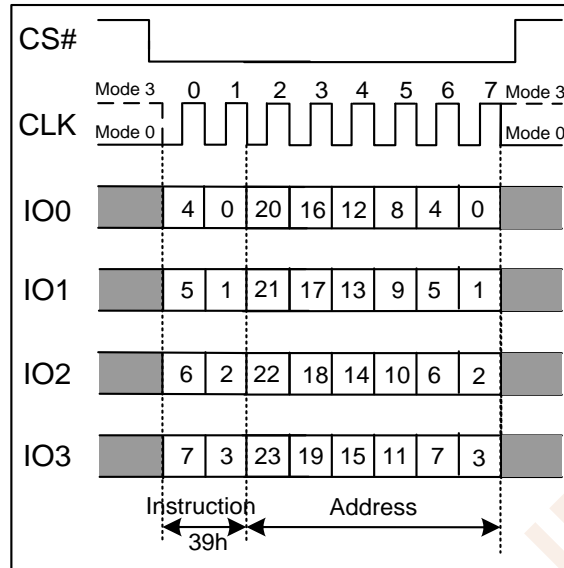 CS#
Mode 3 0 1 2 3 4 5 6 7 Mode 3
CLK
Mode 0 Mode 0
IO0 4 0 20 16 12 8 4 0
IO1 5 1 21 17 13 9 5 1
IO2 6 2 22 18 14 10 6 2
IO3 7 3 23 19 15 11 7 3
Instruction Address
39h